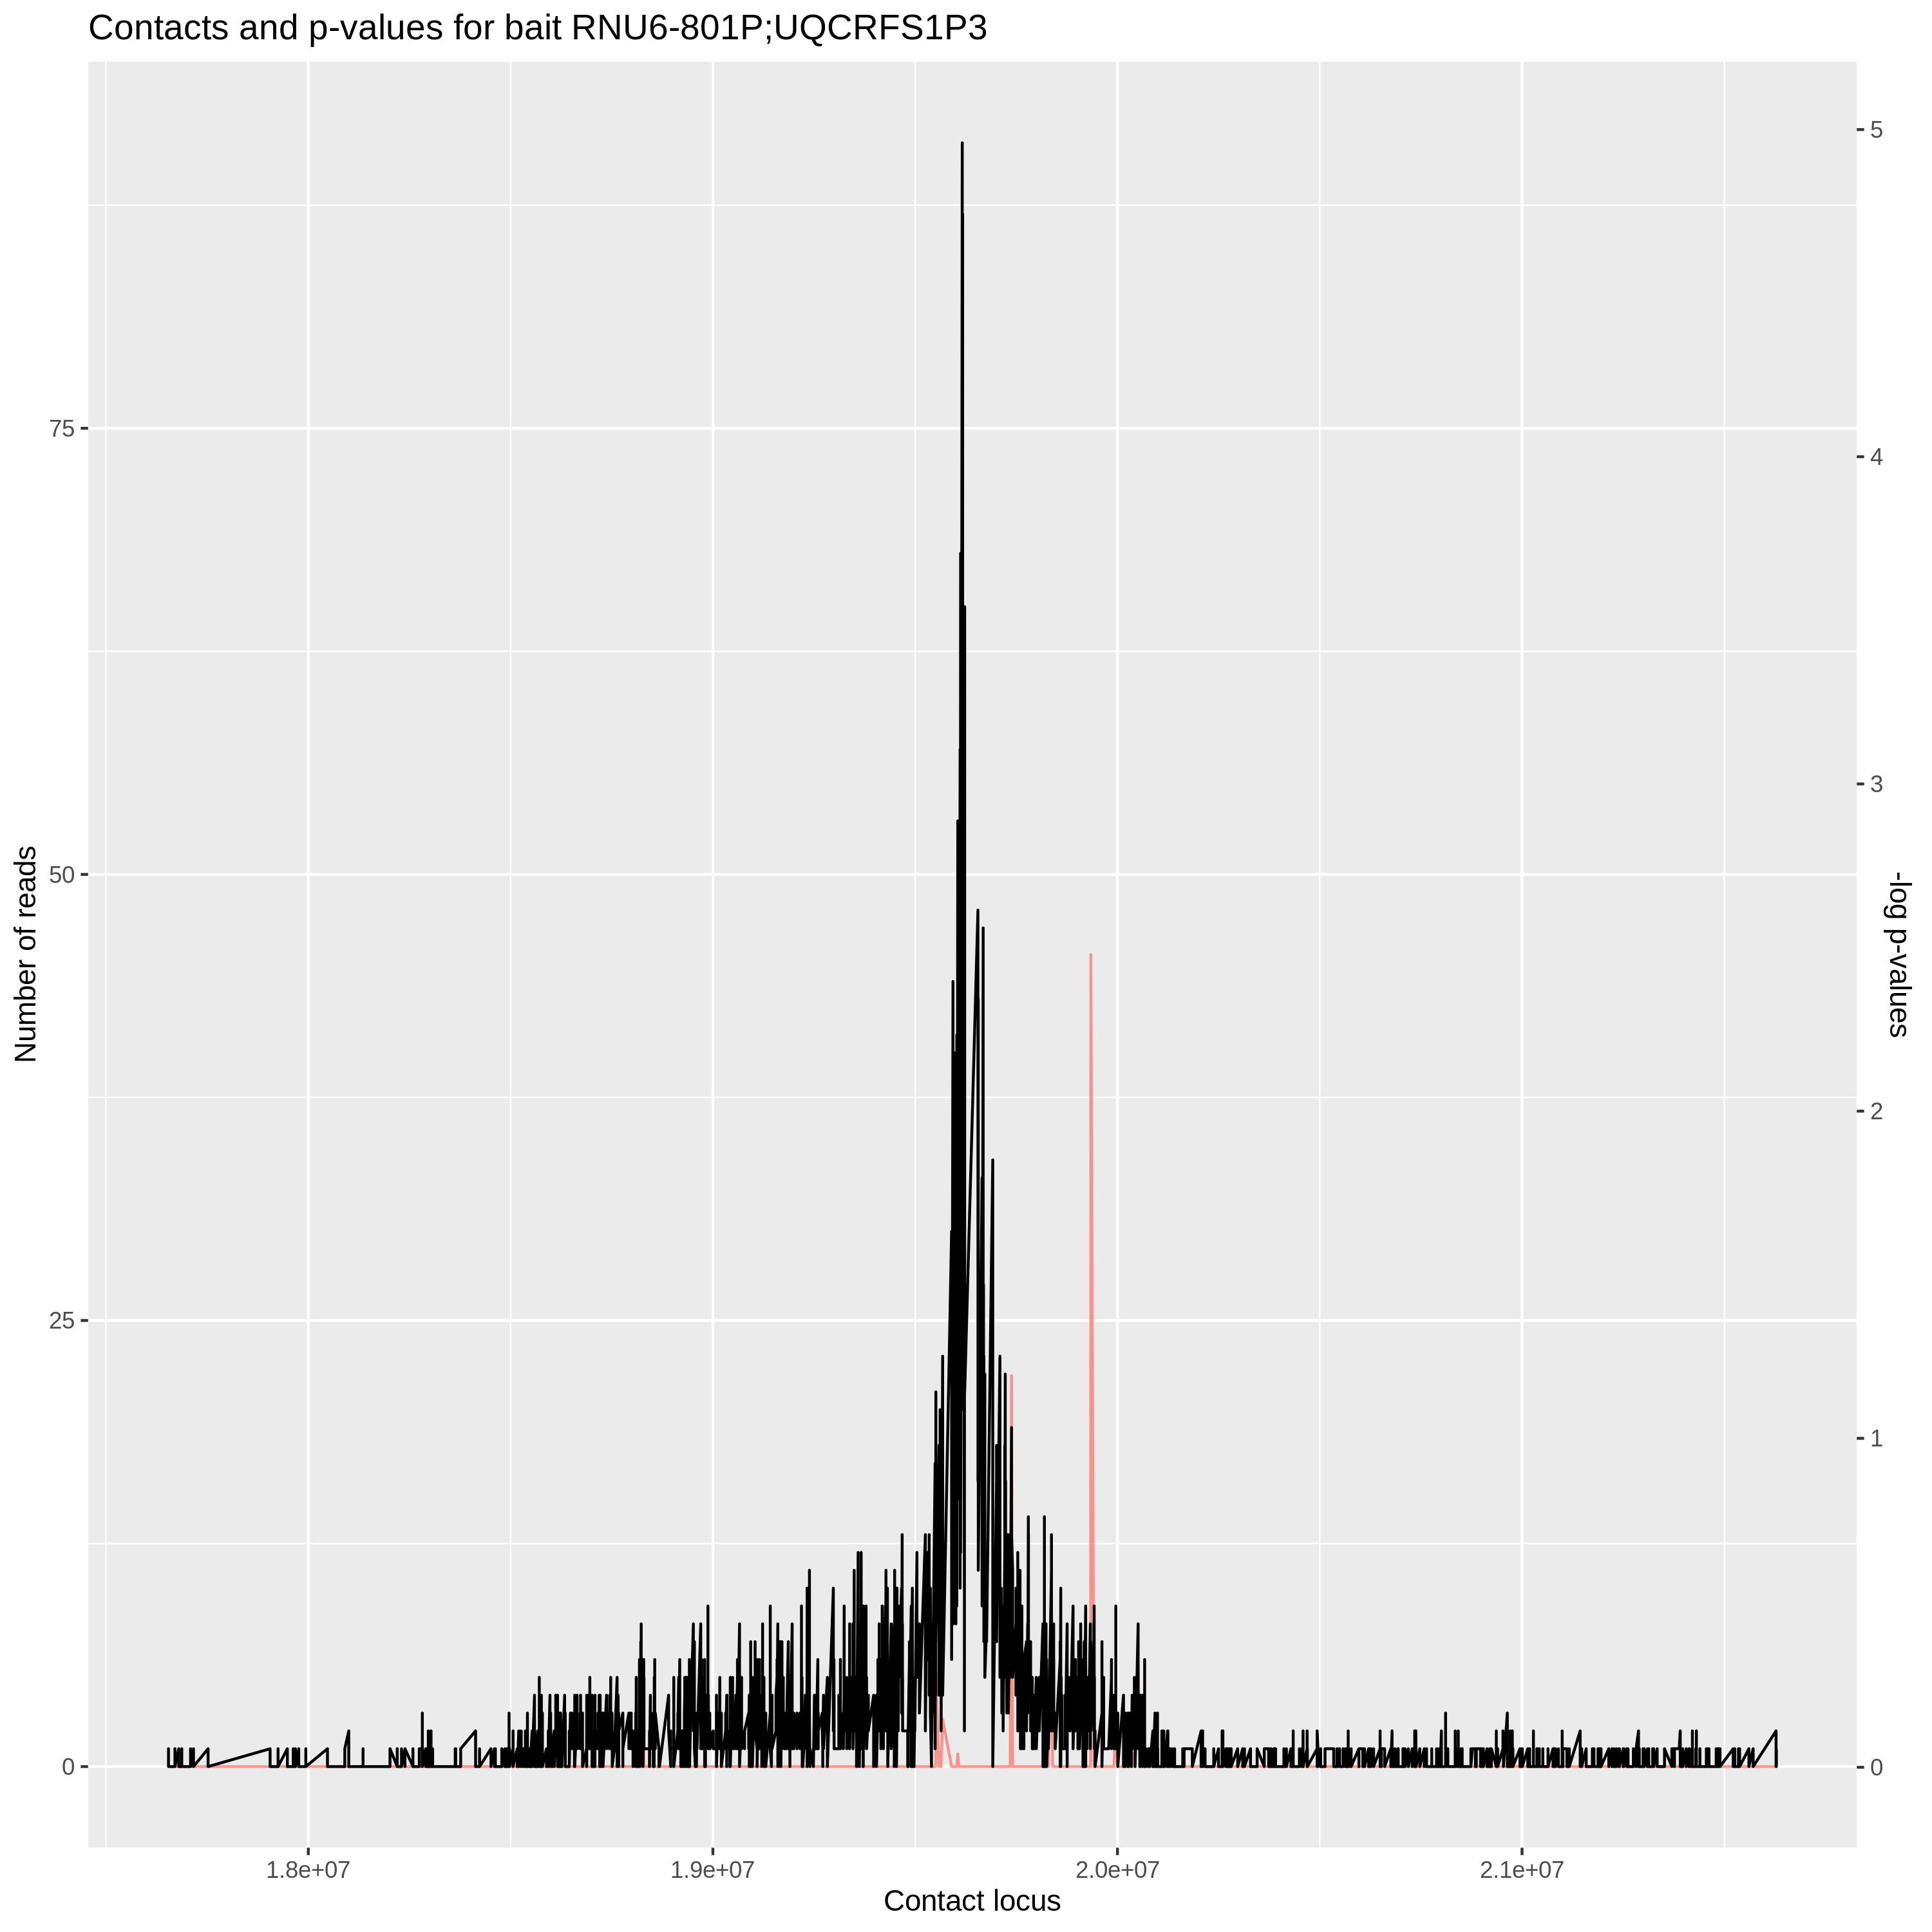 Contacts and p-values for bait RNU6-801P;UQCRFS1P3
Number of reads
75
50
25
0
5
4
3
2
1
0
-log p-values
1.8e+07
1.9e+07
2.0e+07
2.1e+07
Contact locus